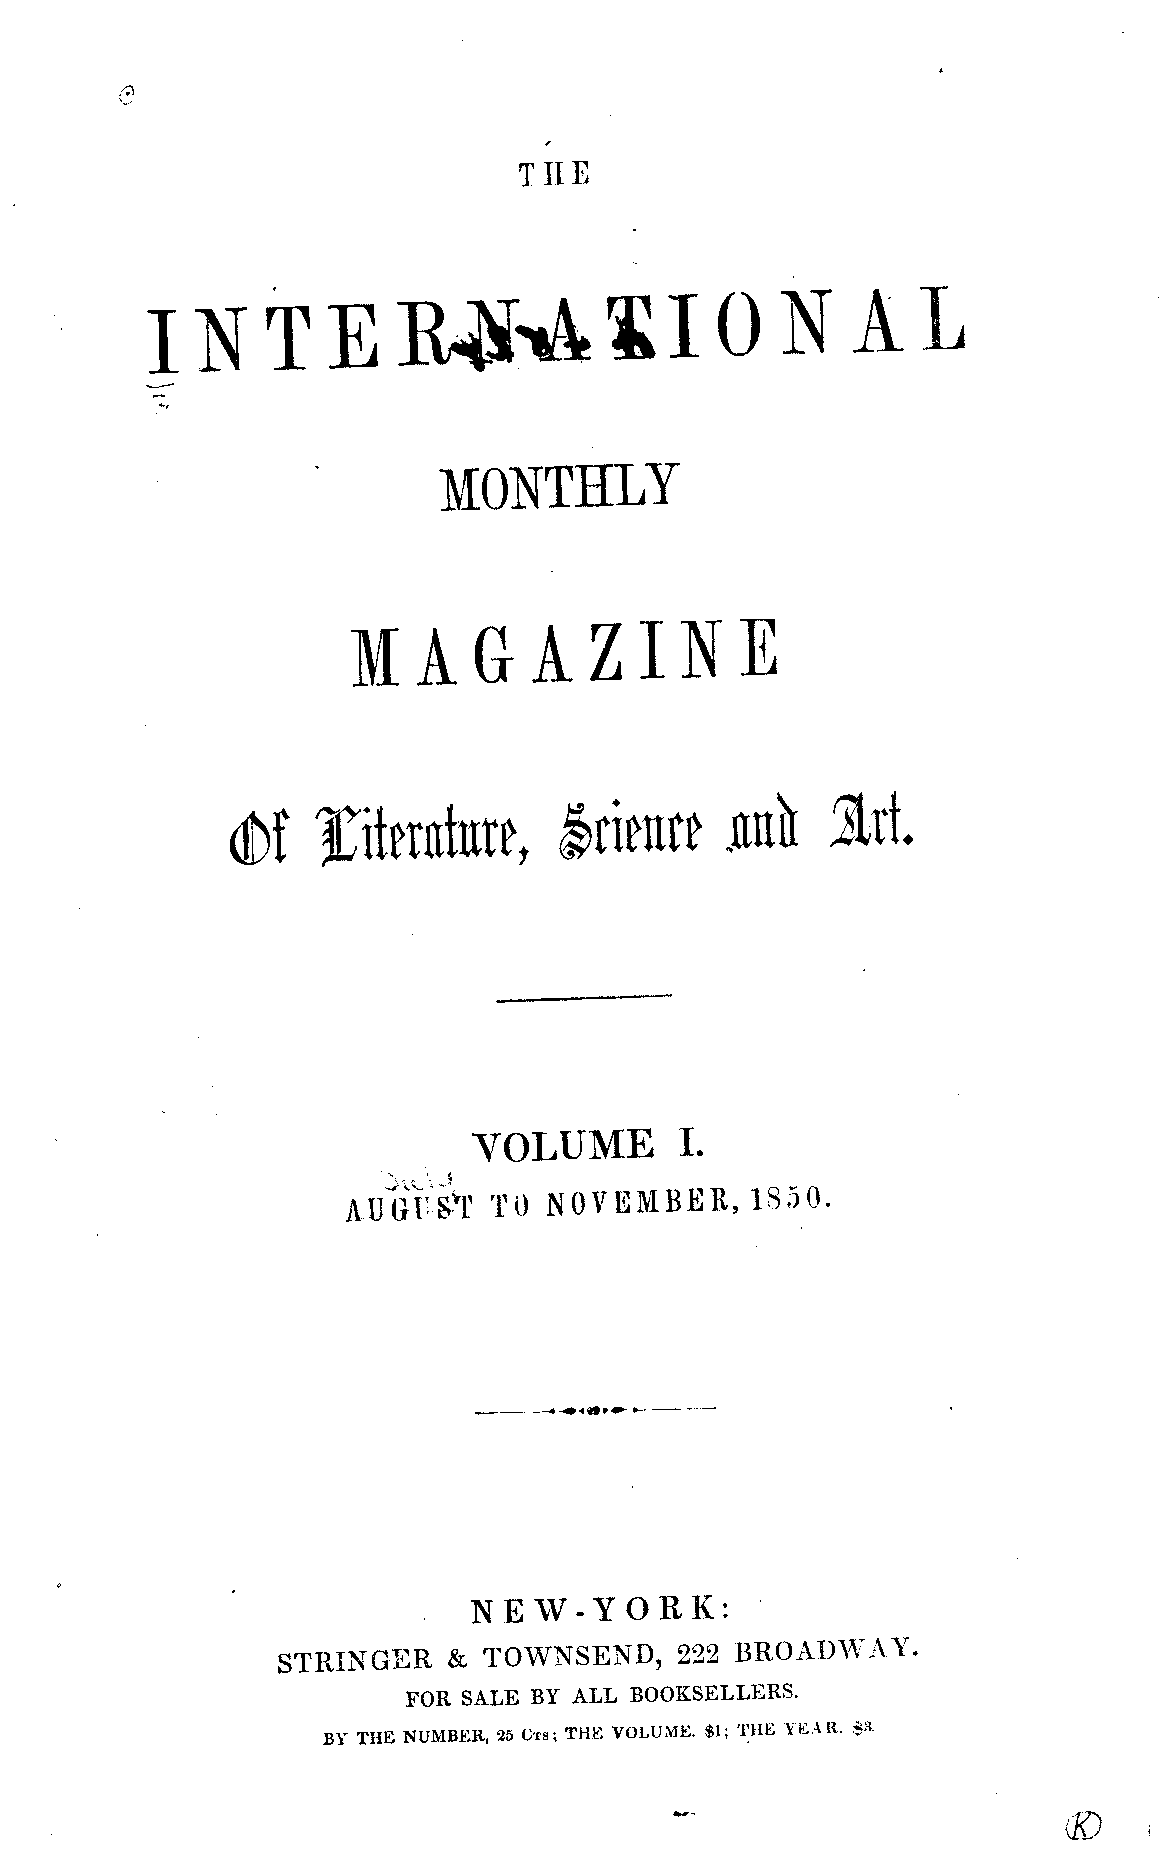 THE
INTERNATIONAL
MONTHLY
MAGAZINE
Of Literature, Science and Art.
VOLUME I.
July
AUGUST TO NOVEMBER, 1850.
NEW-YORK:
STRINGER & TOWNSEND, 222 BROADWAY.
FOR SALE BY ALL BOOKSELLERS.
BY THE NUMBER, 25 Cts; THE VOLUME. $1; THE YEAR. $3.
K